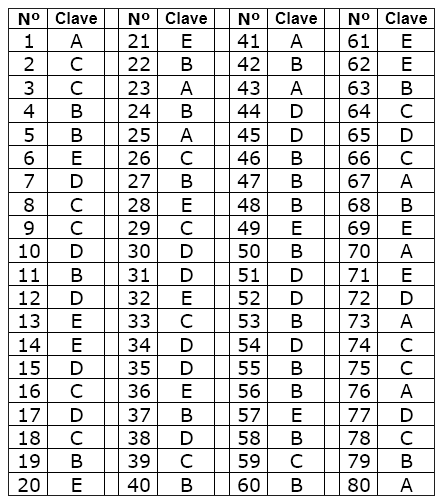 Nº Clave Nº Clave Nº Clave Nº Clave
1 A 21 E 41 A 61 E
2 C 22 B 42 B 62 E
3 C 23 A 43 A 63 B
4 B 24 B 44 D 64 C
5 B 25 A 45 D 65 D
6 E 26 C 46 B 66 C
7 D 27 B 47 B 67 A
8 C 28 E 48 B 68 B
9 C 29 C 49 E 69 E
10 D 30 D 50 B 70 A
11 B 31 D 51 D 71 E
12 D 32 E 52 D 72 D
13 E 33 C 53 B 73 A
14 E 34 D 54 D 74 C
15 D 35 D 55 B 75 C
16 C 36 E 56 B 76 A
17 D 37 B 57 E 77 D
18 C 38 D 58 B 78 C
19 B 39 C 59 C 79 B
20 E 40 B 60 B 80 A